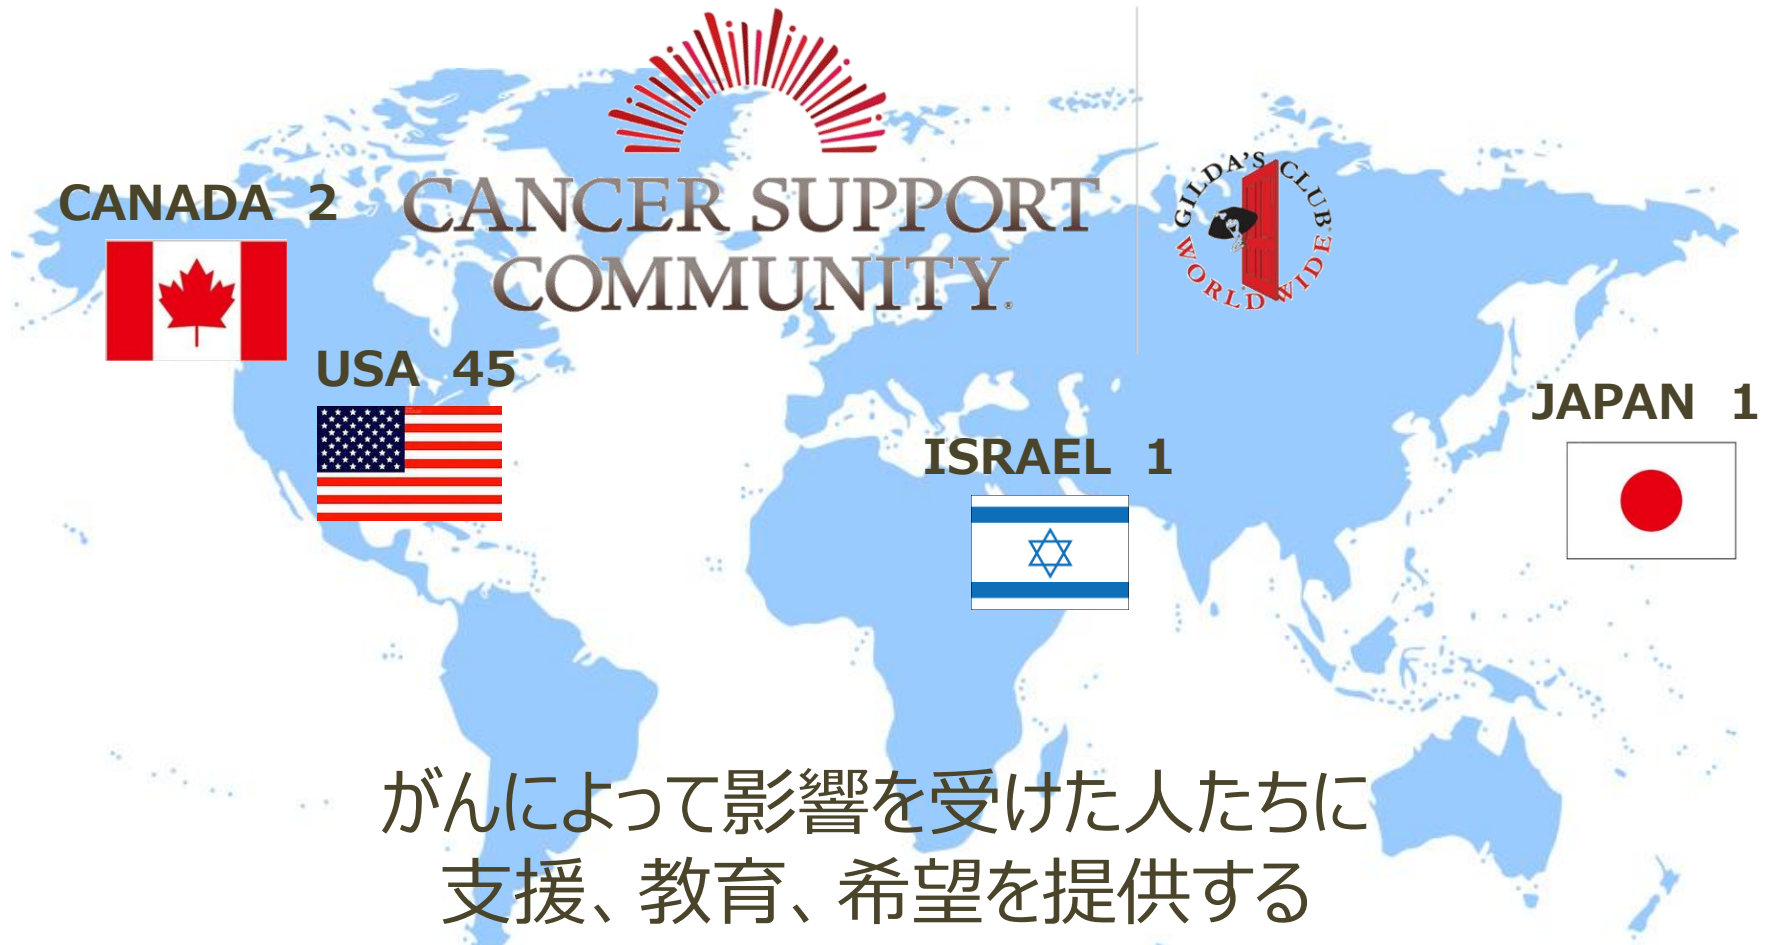 CANCER SUPPORT
COMMUNITY®
GILDA'S CLUB®
WORLDWIDE
CANADA 2
USA 45
ISRAEL 1
JAPAN 1
がんによって影響を受けた人たちに
支援、教育、希望を提供する